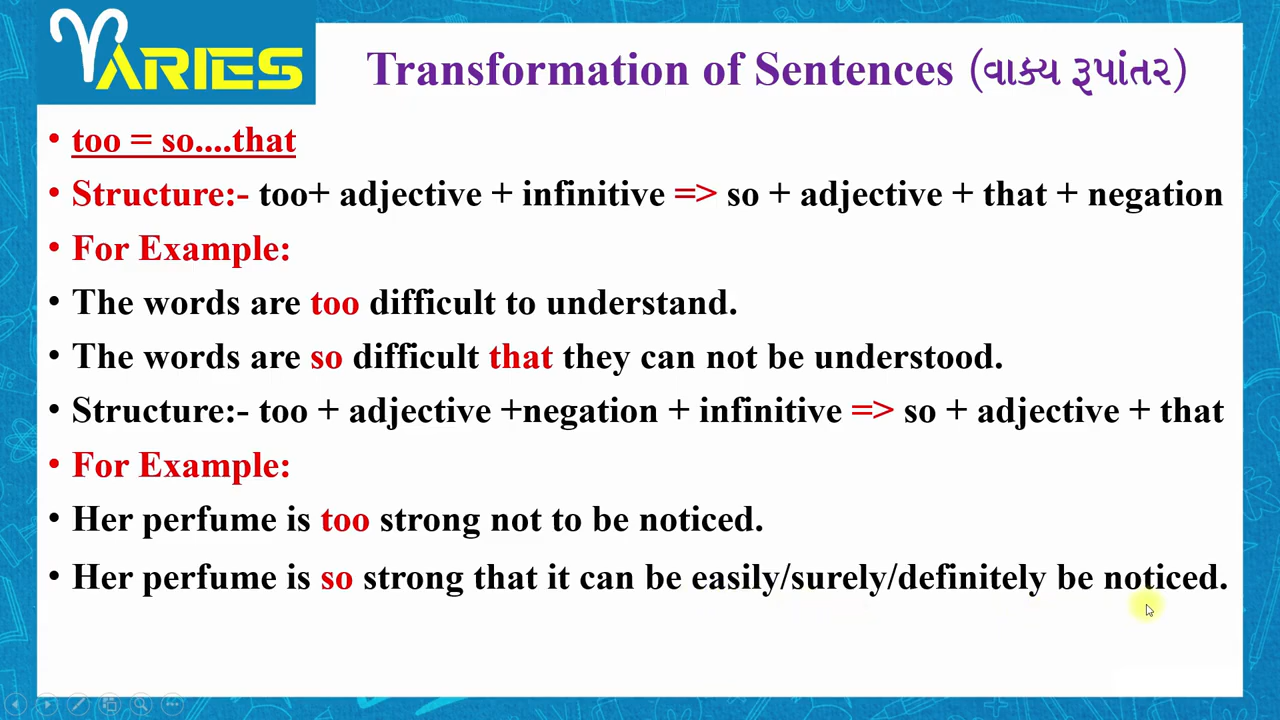 ARIES
Transformation of Sentences (વાક્ય રૂપાંતર)
• too = so....that
• Structure:- too+ adjective + infinitive => so + adjective + that + negation
• For Example:
• The words are too difficult to understand.
• The words are so difficult that they can not be understood.
• Structure:- too + adjective +negation + infinitive => so + adjective + that
• For Example:
• Her perfume is too strong not to be noticed.
• Her perfume is so strong that it can be easily/surely/definitely be noticed.